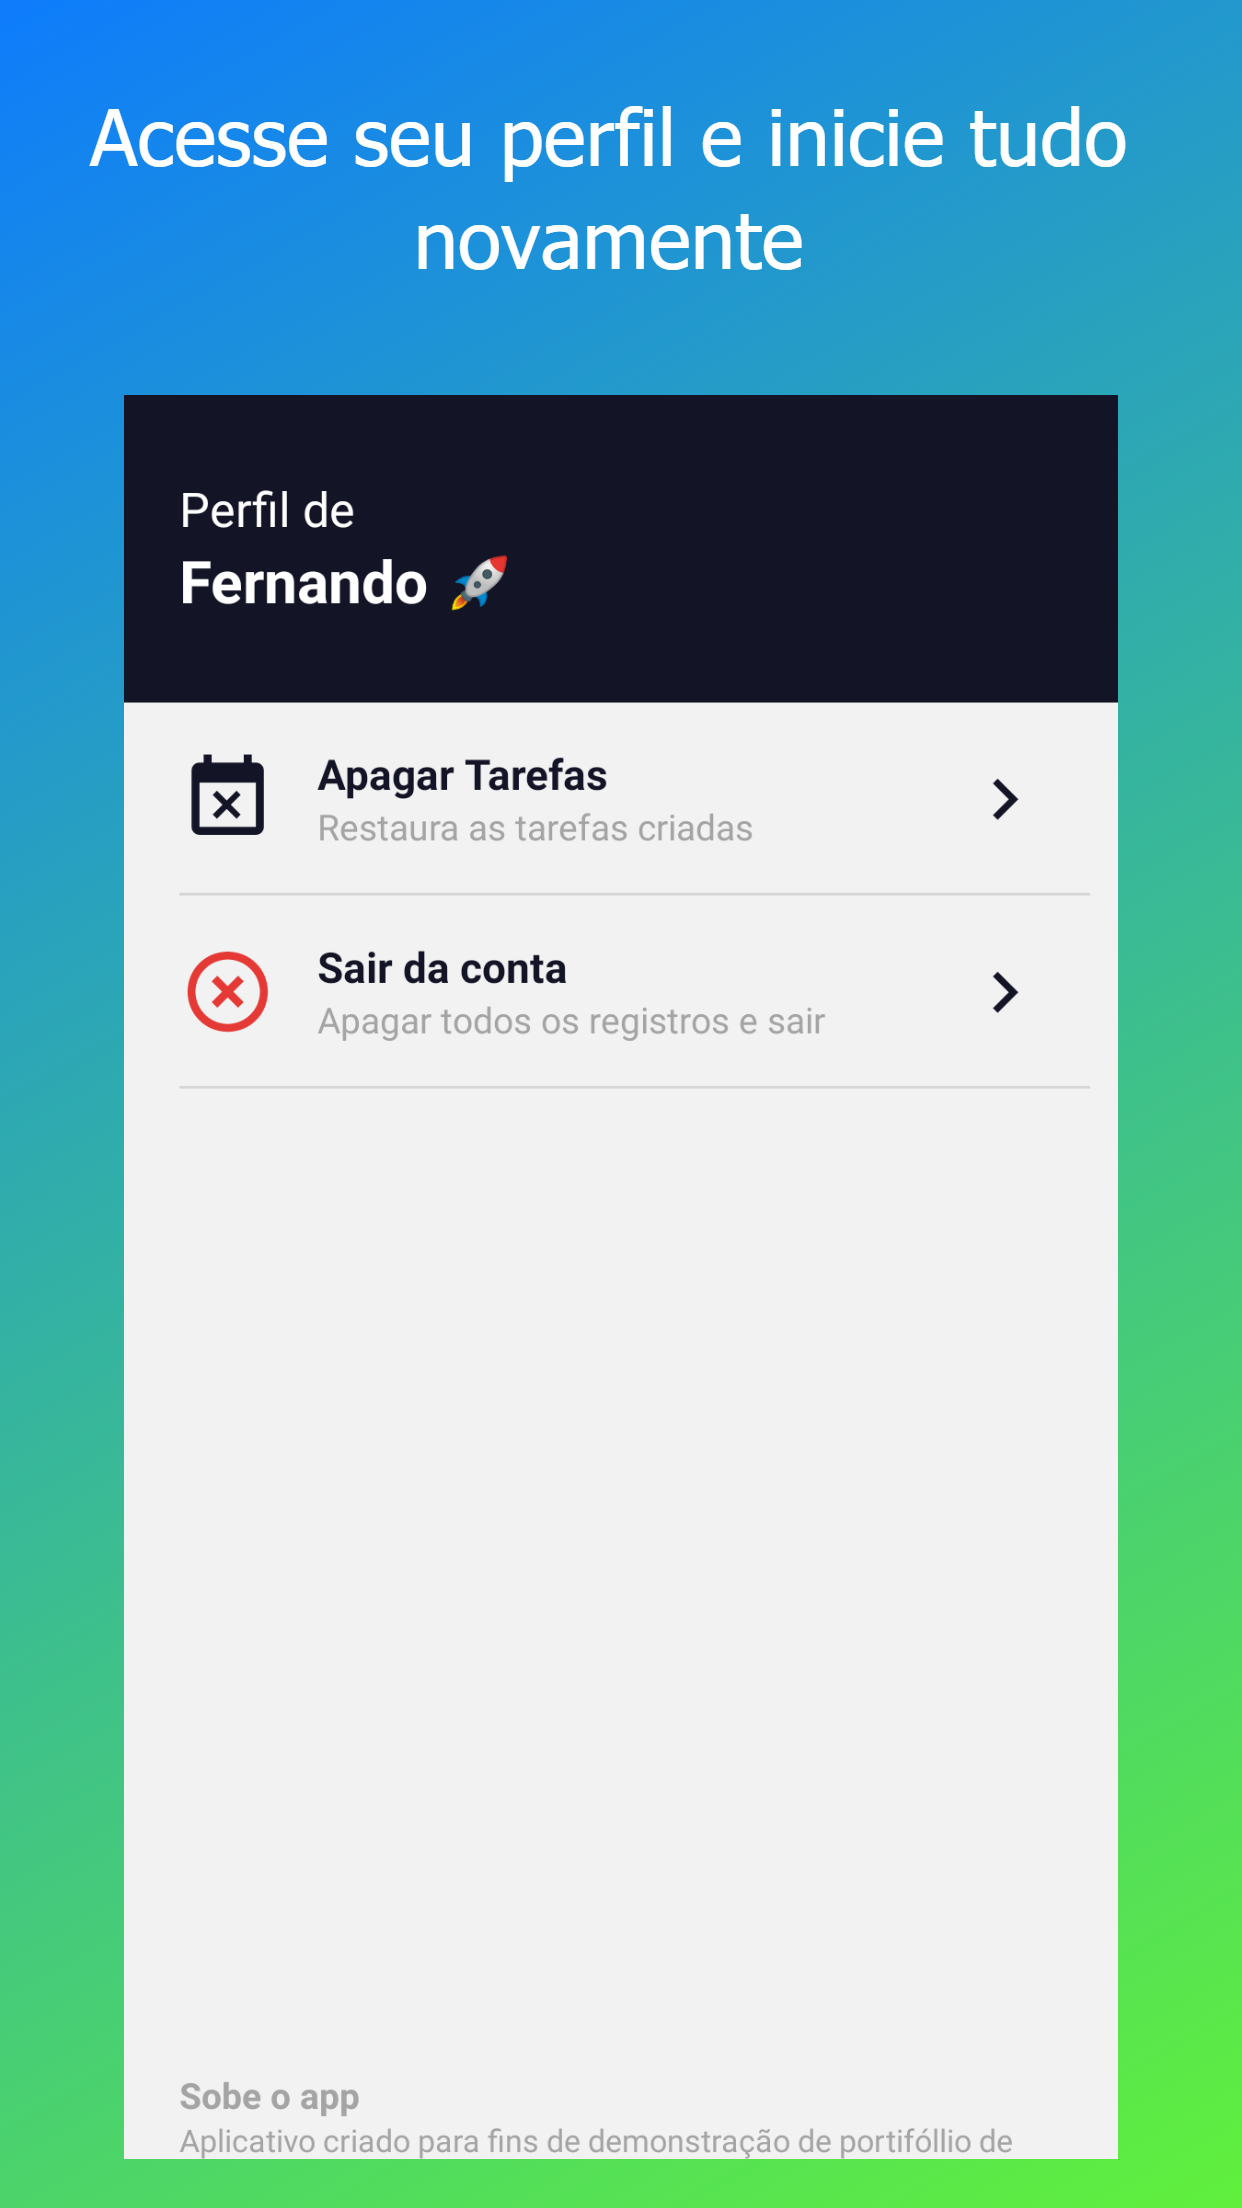 Acesse seu perfil e inicie tudo
novamente
Perfil de
Fernando 🚀
Apagar Tarefas
Restaura as tarefas criadas
Sair da conta
Apagar todos os registros e sair
Sobe o app
Aplicativo criado para fins de demonstração de portifóllio de